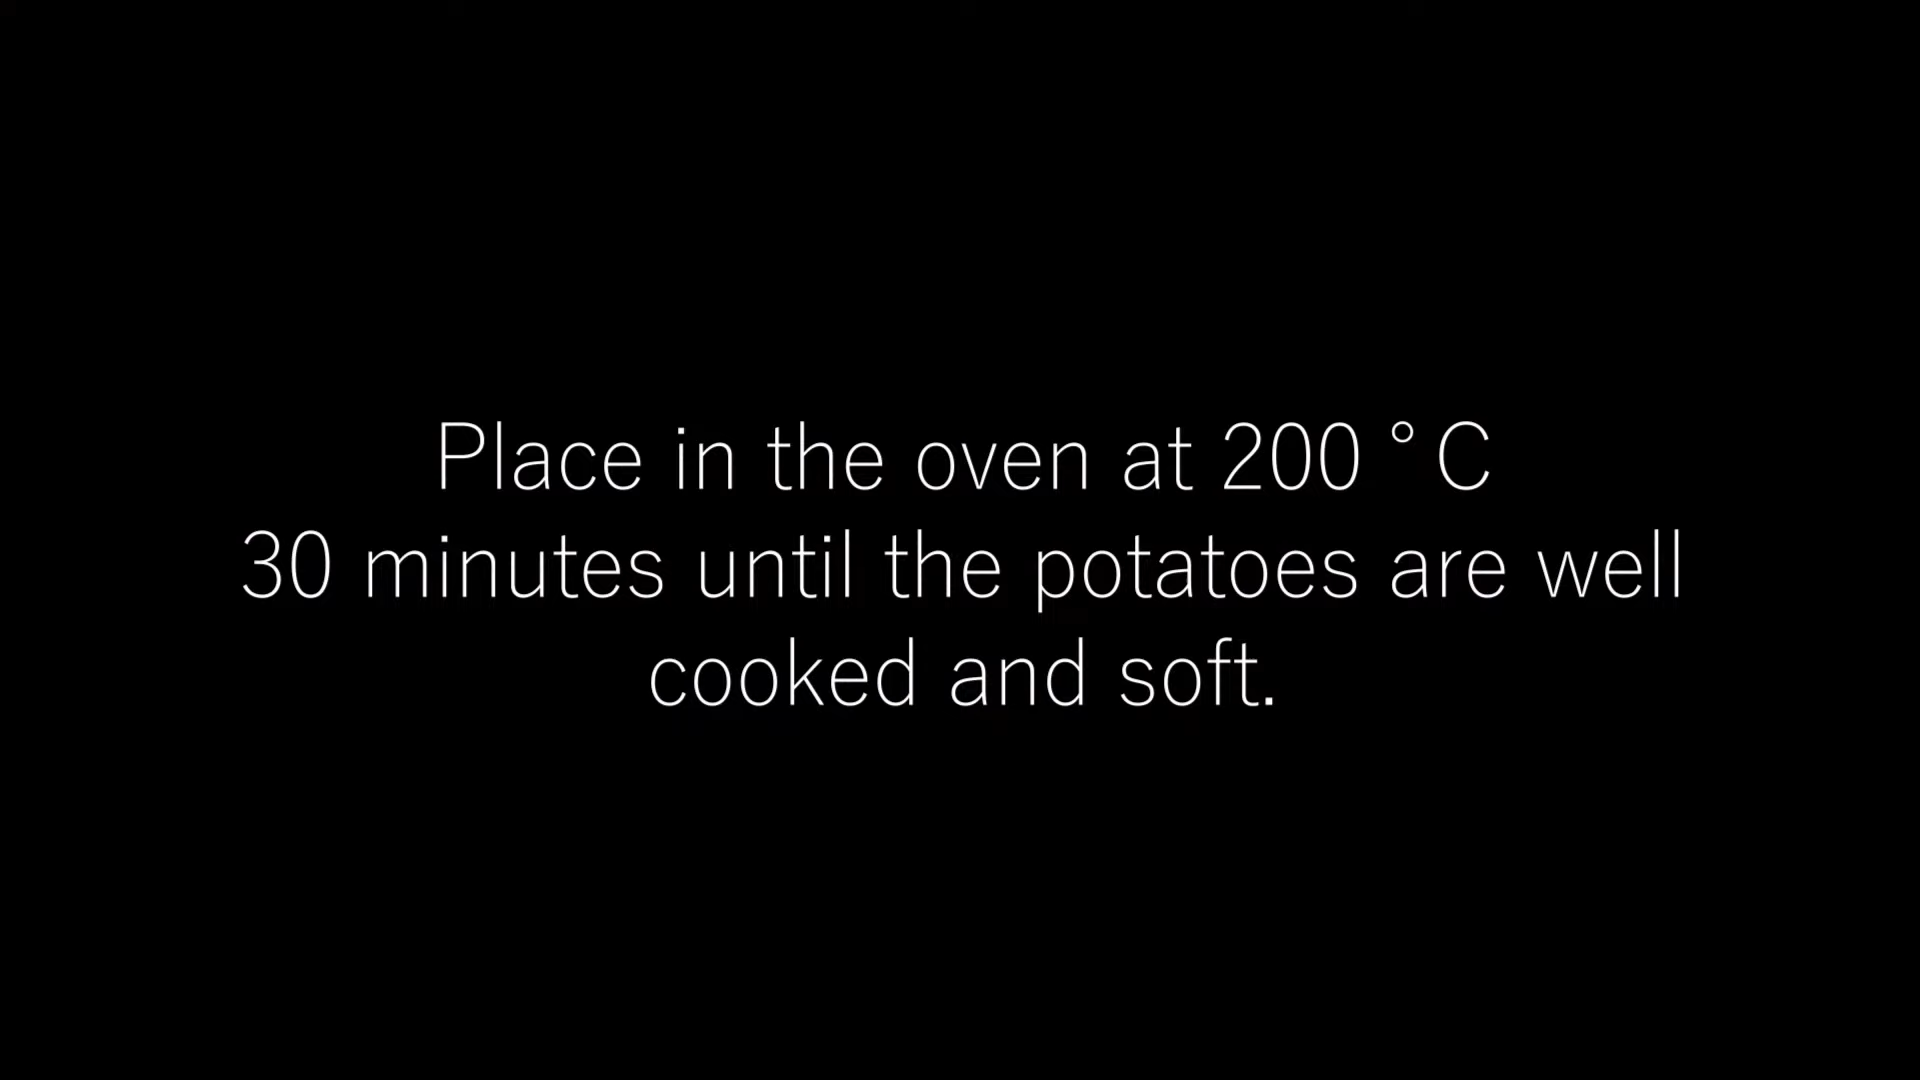 Place in the oven at 200 °C
30 minutes until the potatoes are well
cooked and soft.